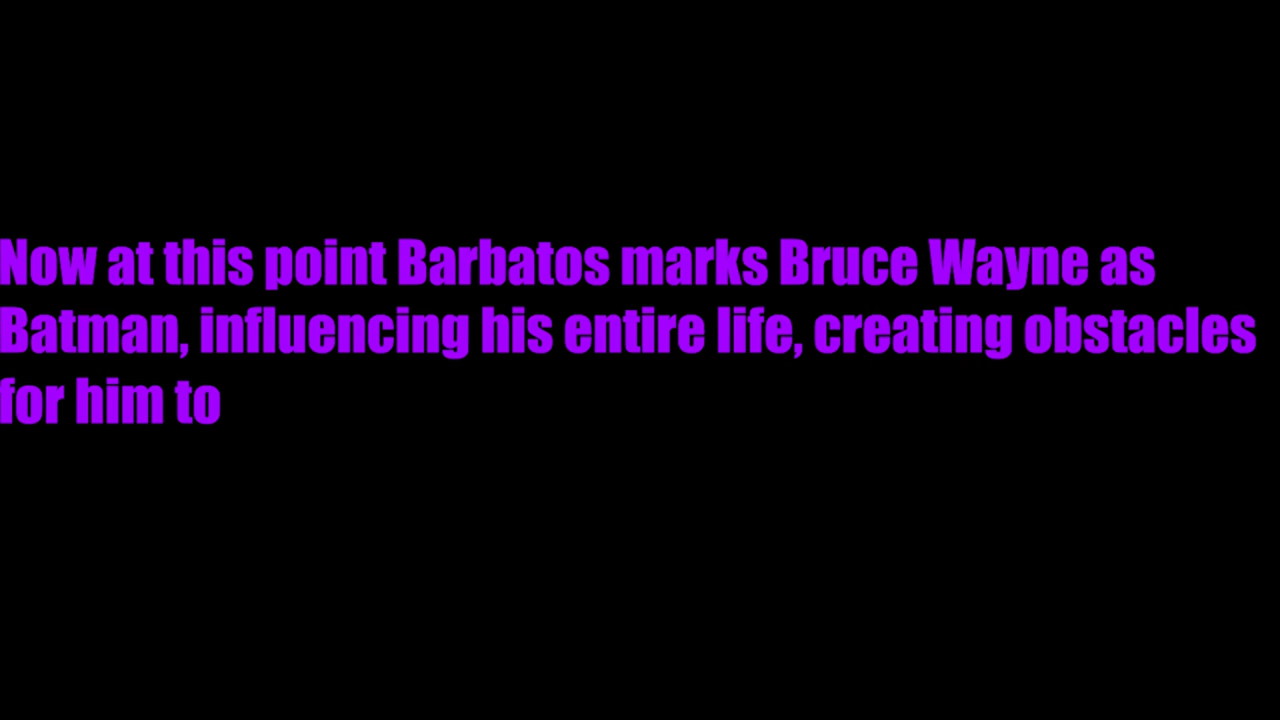 Now at this point Barbatos marks Bruce Wayne as
Batman, influencing his entire life, creating obstacles
for him to